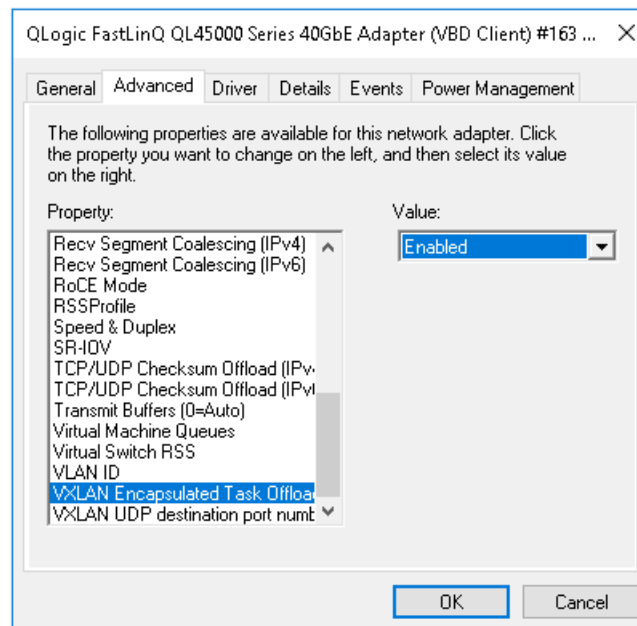 QLogic FastLinQ QL45000 Series 40GbE Adapter (VBD Client) #163 ...
General Advanced Driver Details Events Power Management
The following properties are available for this network adapter. Click
the property you want to change on the left, and then select its value
on the right.
Property:
Value:
Recv Segment Coalescing (IPv4)
Recv Segment Coalescing (IPv6)
RoCE Mode
RSSProfile
Speed & Duplex
SR-IOV
TCP/UDP Checksum Offload (IPv
TCP/UDP Checksum Offload (IPv
Transmit Buffers (0=Auto)
Virtual Machine Queues
Virtual Switch RSS
VLAN ID
VXLAN Encapsulated Task Offloa
VXLAN UDP destination port numb
Enabled
OK Cancel